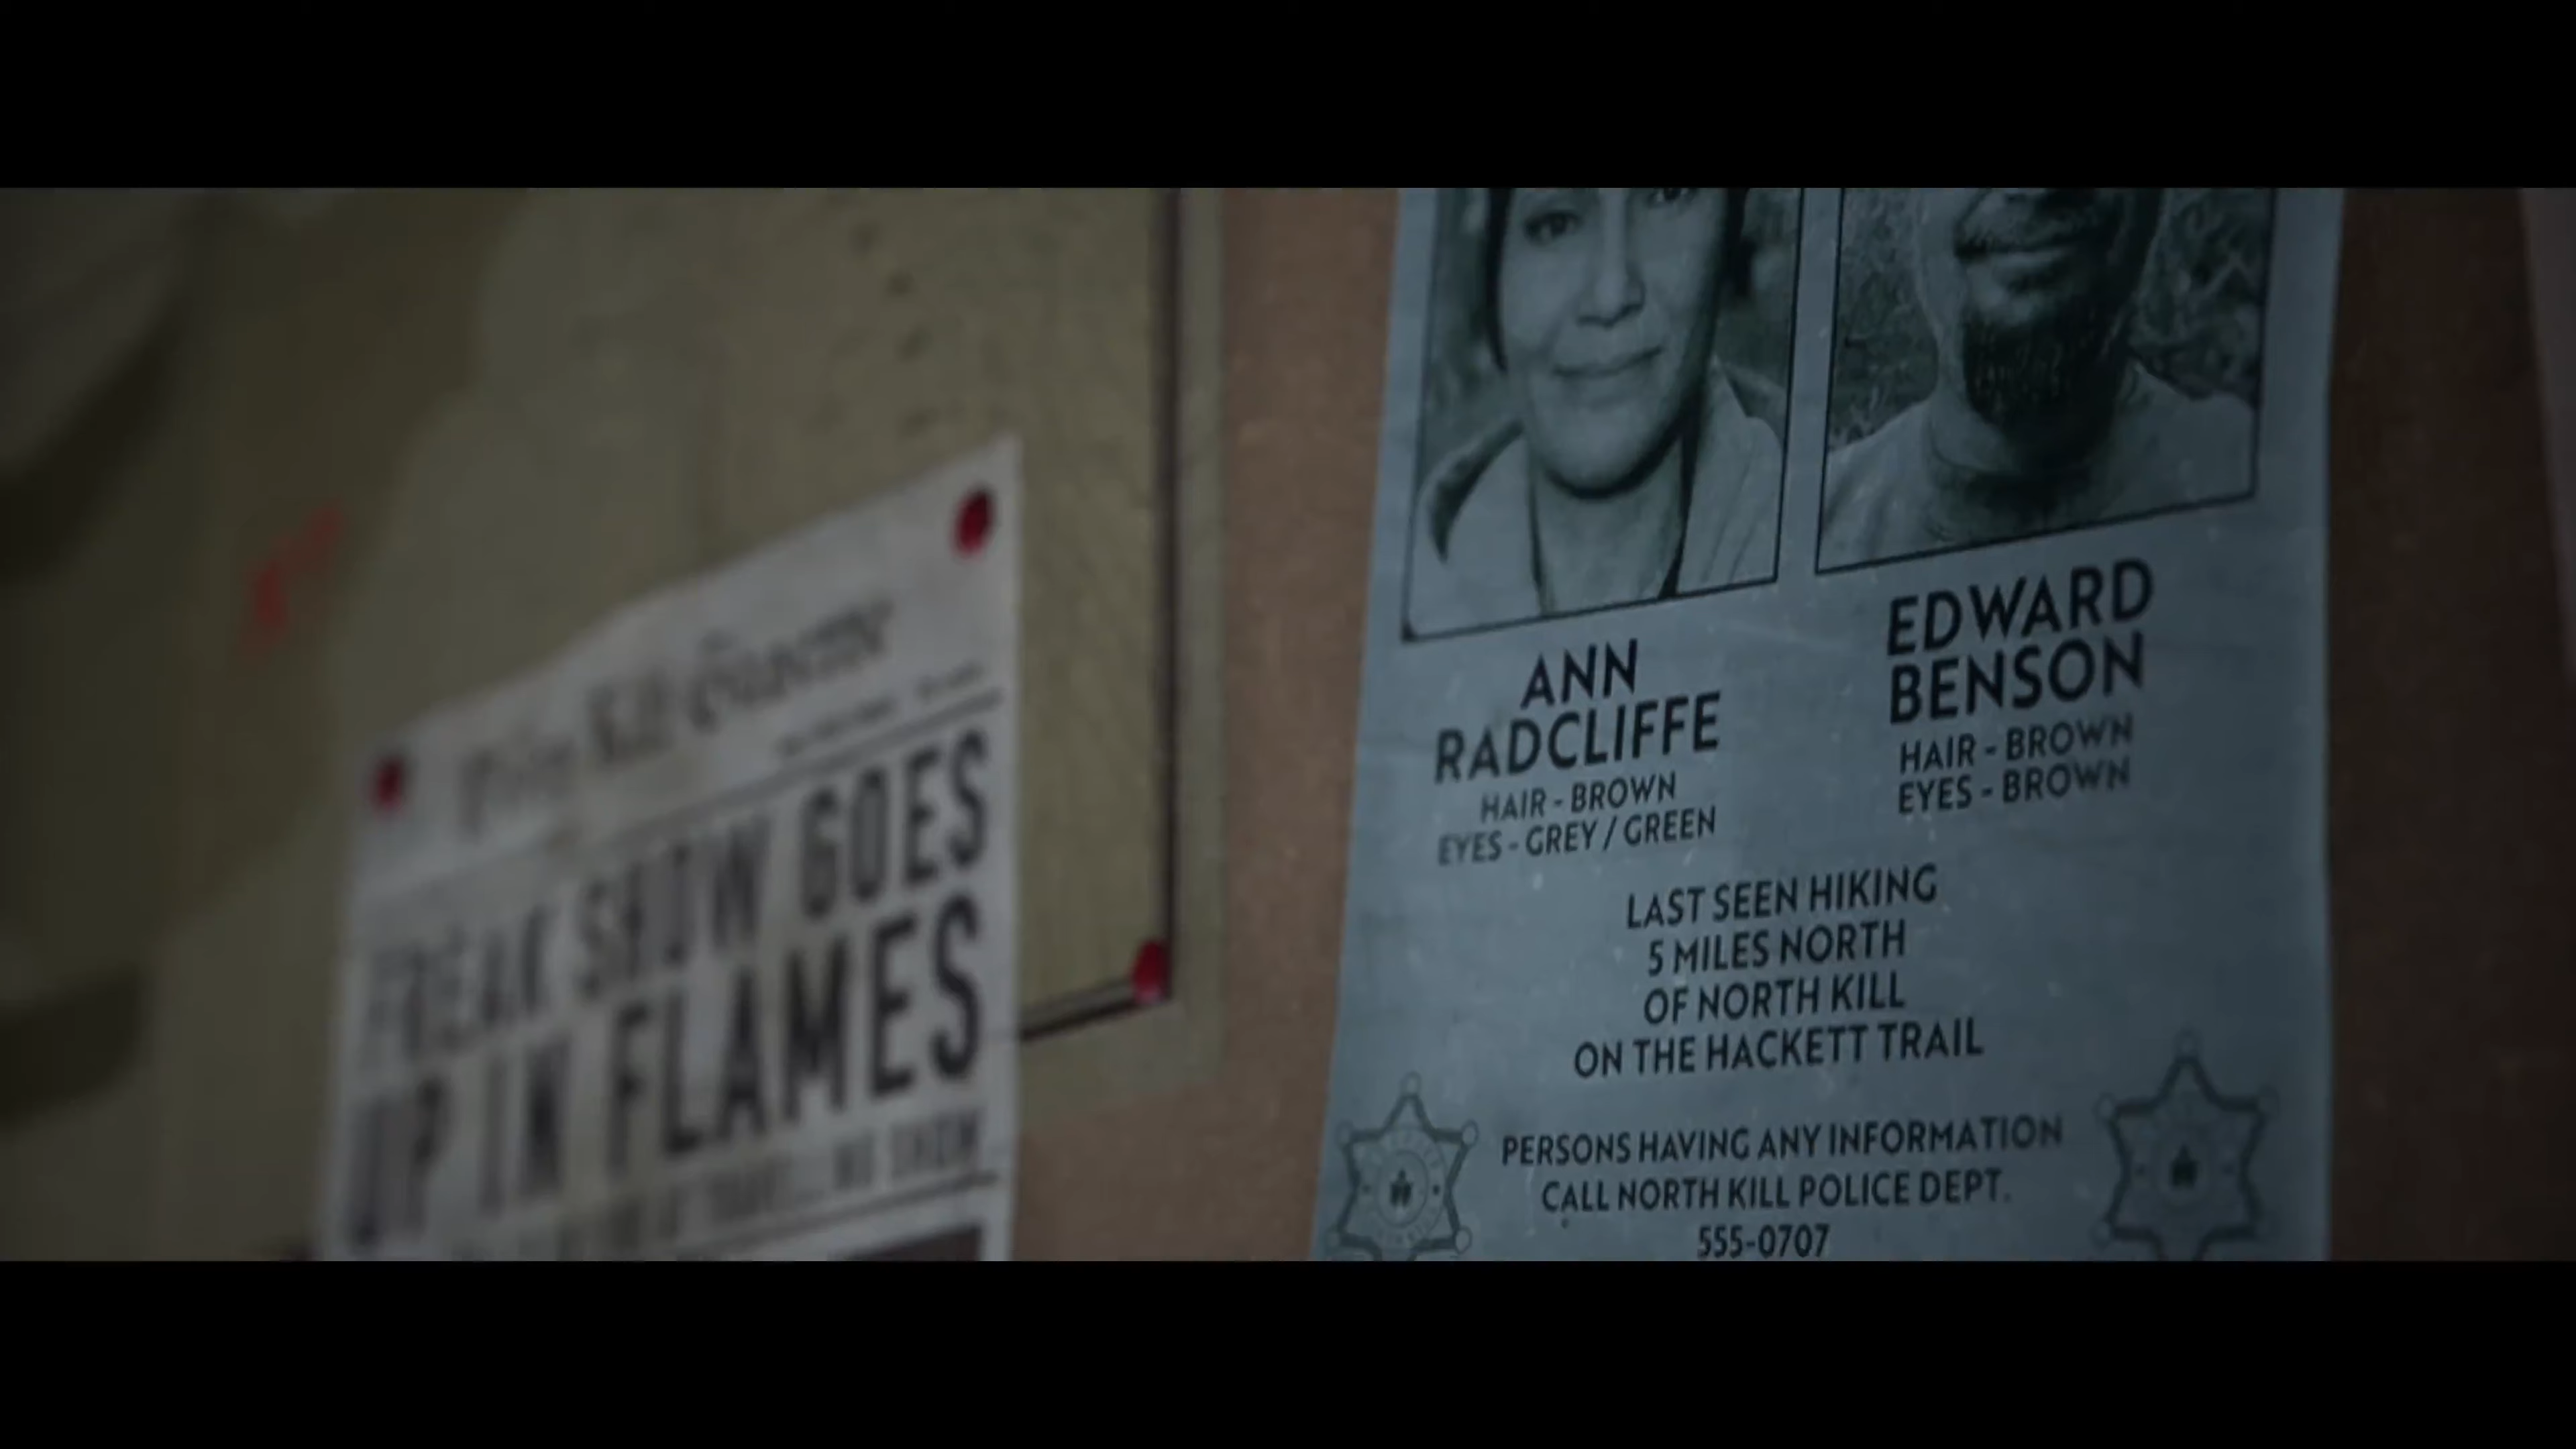 FREAK SHOW GOES
UP IN FLAMES
ANN
RADCLIFFE
HAIR - BROWN
EYES - GREY / GREEN
EDWARD
BENSON
HAIR - BROWN
EYES - BROWN
LAST SEEN HIKING
5 MILES NORTH
OF NORTH KILL
ON THE HACKETT TRAIL
PERSONS HAVING ANY INFORMATION
CALL NORTH KILL POLICE DEPT.
555-0707